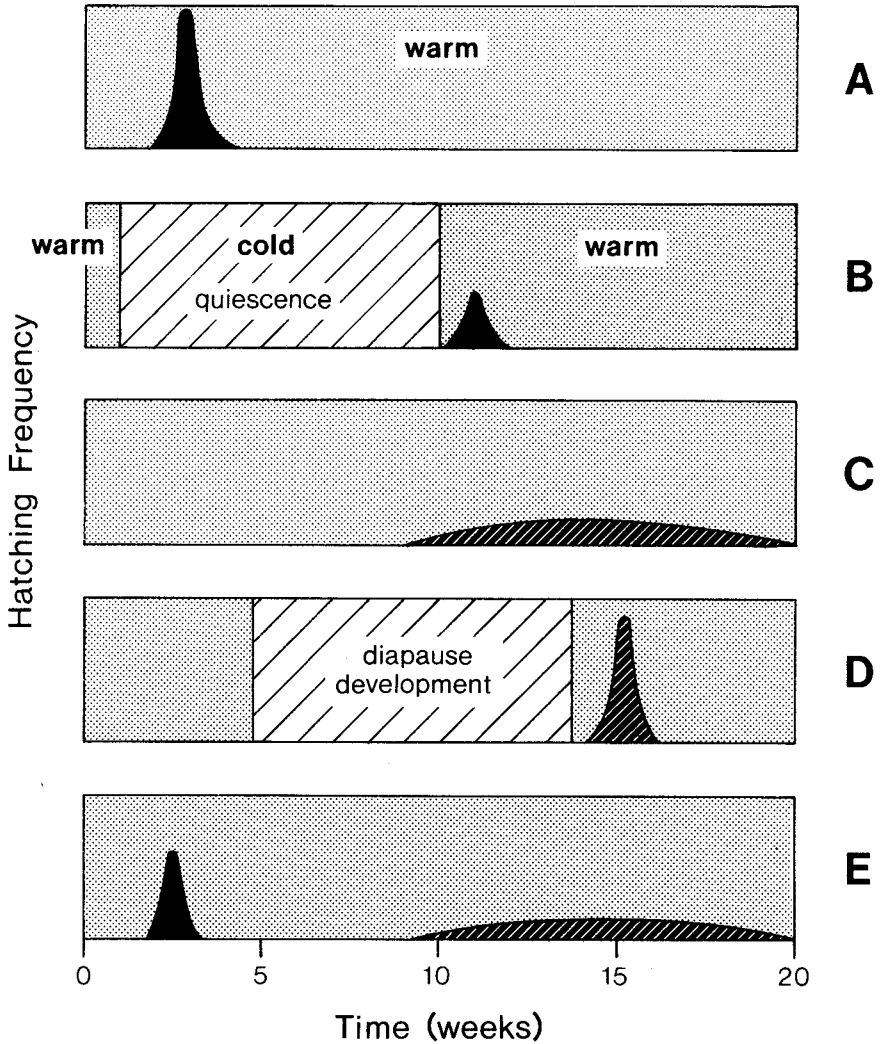 warm
A
warm
cold
warm
quiescence
B
Hatching Frequency
C
diapause
development
D
E
0
5
10
15
20
Time (weeks)